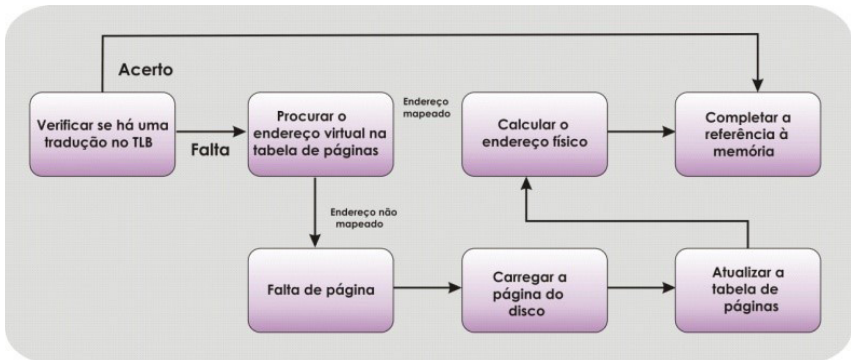 Acerto
Verificar se há uma
tradução no TLB
Falta
Procurar o
endereço virtual na
tabela de páginas
Endereço
mapeado
Calcular o
endereço físico
Completar a
referência à
memória
Endereço não
mapeado
Falta de página
Carregar a
página do
disco
Atualizar a
tabela de
páginas